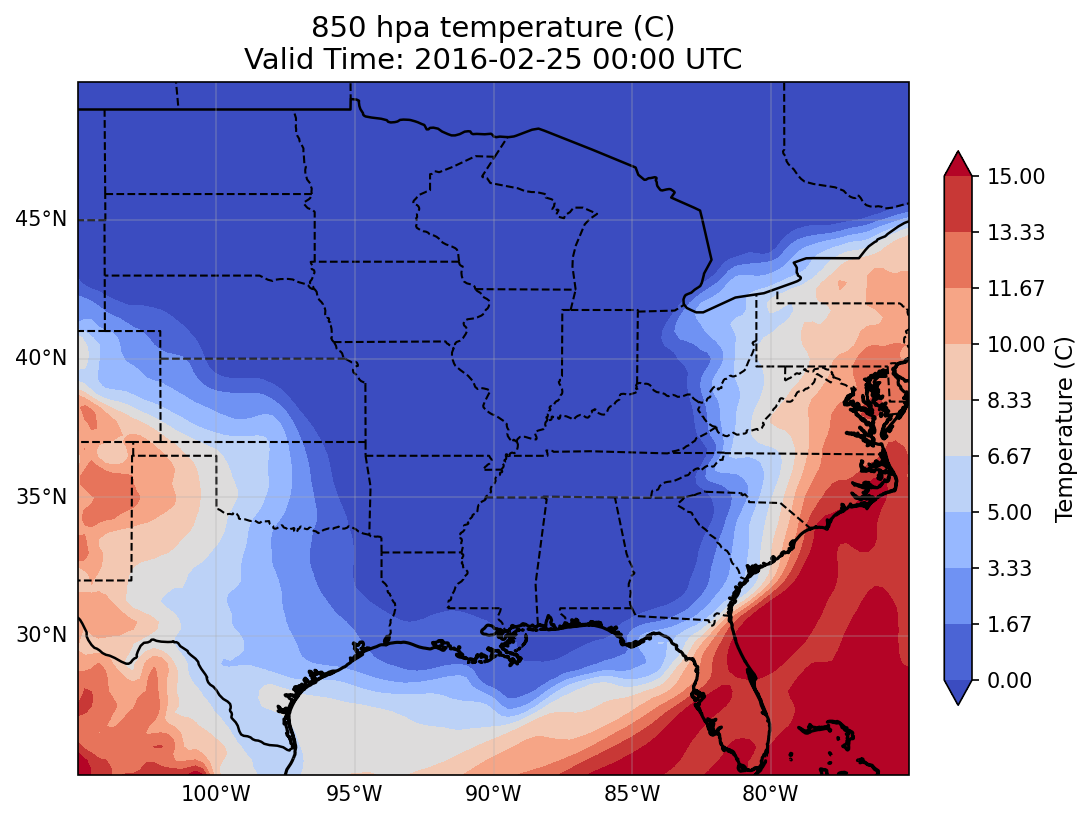 850 hpa temperature (C)
Valid Time: 2016-02-25 00:00 UTC
45°N
40°N
35°N
30°N
100°W
95°W
90°W
85°W
80°W
15.00
13.33
11.67
10.00
8.33
6.67
5.00
3.33
1.67
0.00
Temperature (C)